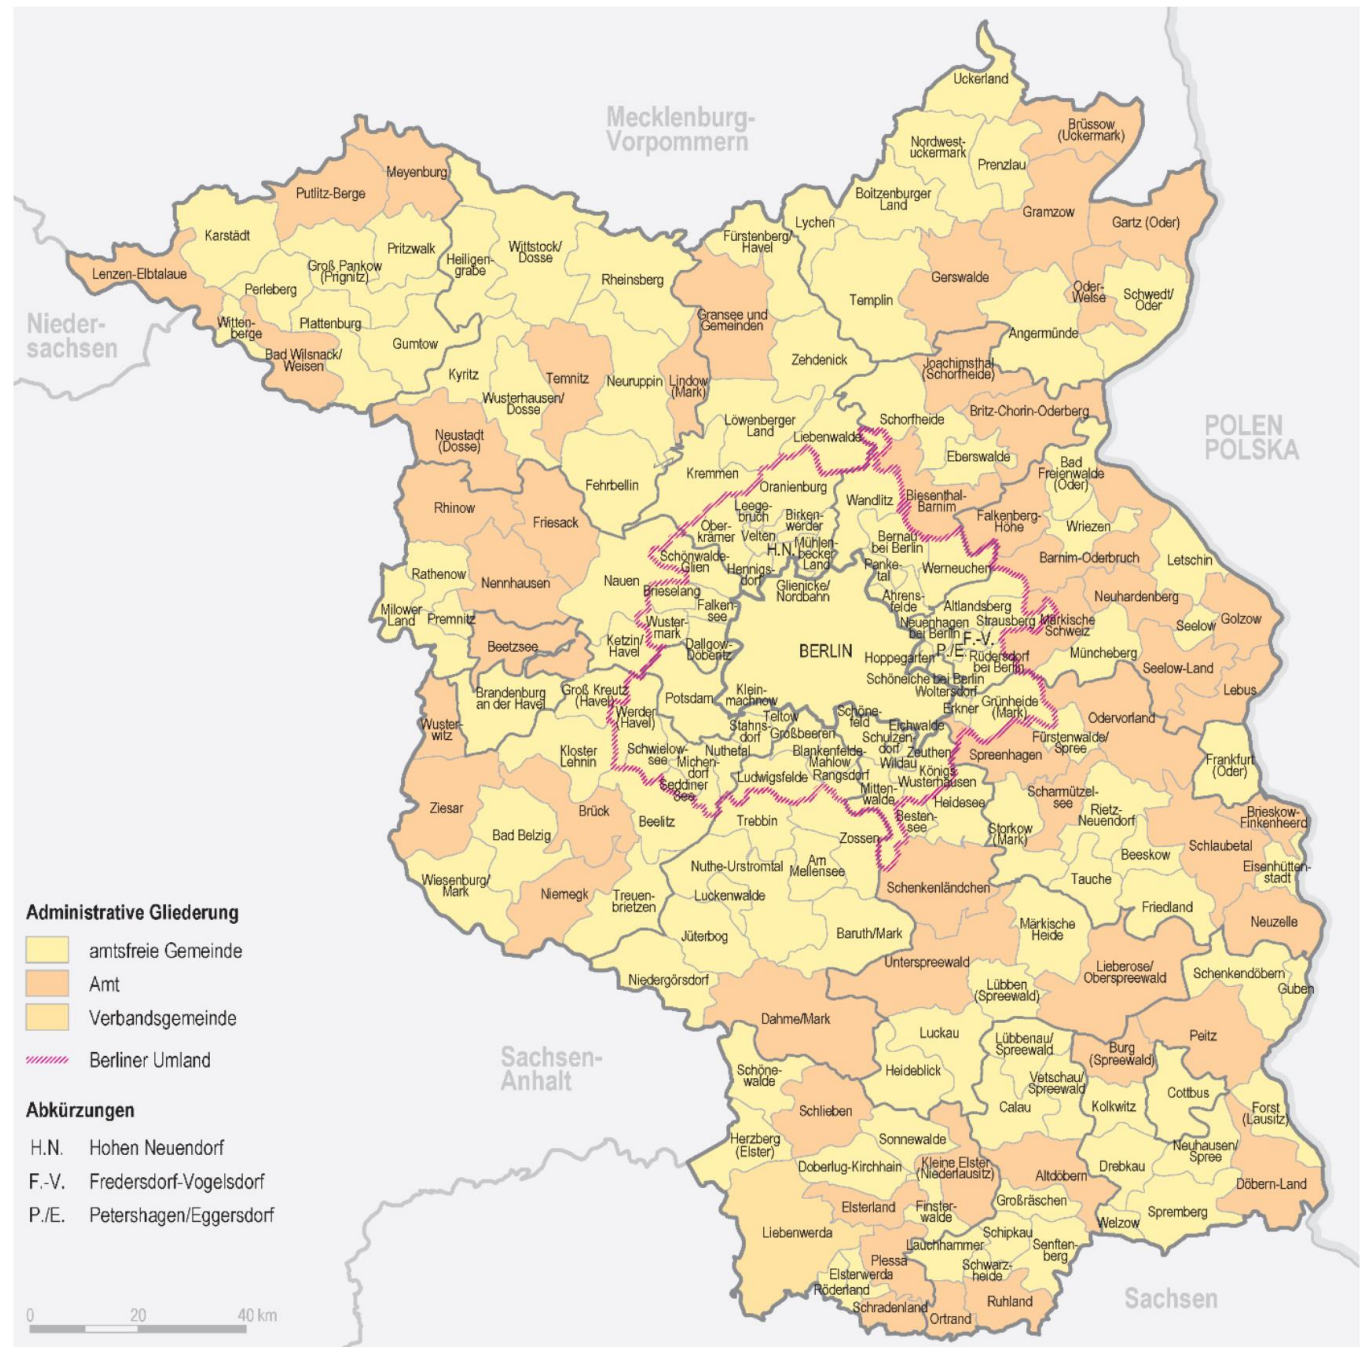 Uckerland
Mecklenburg-
Vorpommern
Brüssow
(Uckermark)
Nordwest-
uckermark
Prenzlau
Meyenburg
Putlitz-Berge
Boitzenburger
Land
Lychen
Gramzow
Gartz (Oder)
Karstädt
Fürstenberg/
Havel
Pritzwalk
Heiligen-
grabe
Wittstock/
Dosse
Groß Pankow
(Prignitz)
Lenzen-Elbtalaue
Rheinsberg
Gerswalde
Perleberg
Templin
Oder-
Welse
Schwedt/
Oder
Nieder-
sachsen
Witten-
berge
Plattenburg
Gransee und
Gemeinden
Angermünde
Gumtow
Bad Wilsnack/
Weisen
Zehdenick
Joachimsthal
(Schorfheide)
Kyritz
Temnitz
Neuruppin
Lindow
(Mark)
Wusterhausen/
Dosse
Britz-Chorin-Oderberg
POLEN
POLSKA
Löwenberger
Land
Schorfheide
Neustadt
(Dosse)
Liebenwalde
Eberswalde
Bad
Freienwalde
(Oder)
Kremmen
Fehrbellin
Oranienburg
Wandlitz
Biesenthal-
Barnim
Rhinow
Friesack
Leege-
bruch
Birken-
werder
Falkenberg-
Höhe
Wriezen
Ober-
krämer
Velten
H.N.
Mühlen-
becker
Land
Bernau
bei Berlin
Schönwalde-
Glien
Hennigs-
dorf
Panke-
tal
Werneuchen
Barnim-Oderbruch
Letschin
Rathenow
Nennhausen
Nauen
Brieselang
Glienicke/
Nordbahn
Ahrens-
felde
Altlandsberg
Neuhardenberg
Golzow
Milower
Land
Premnitz
Falken-
see
Neuenhagen
bei Berlin
Strausberg
Märkische
Schweiz
Seelow
Wuster-
mark
F.-V.
P./E.
Beetzsee
Ketzin/
Havel
Dallgow-
Döberitz
BERLIN
Hoppegarten
Rüdersdorf
bei Berlin
Müncheberg
Seelow-Land
Schöneiche bei Berlin
Woltersdorf
Lebus
Brandenburg
an der Havel
Groß Kreutz
(Havel)
Potsdam
Klein-
machnow
Erkner
Grünheide
(Mark)
Wuster-
witz
Werder
(Havel)
Teltow
Schöne-
feld
Odervorland
Stahns-
dorf
Großbeeren
Eichwalde
Schulzen-
dorf
Fürstenwalde/
Spree
Kloster
Lehnin
Schwielow-
see
Nuthetal
Blankenfelde-
Mahlow
Zeuthen
Spreenhagen
Frankfurt
(Oder)
Michen-
dorf
Wildau
Ludwigsfelde
Rangsdorf
Königs
Wusterhausen
Seddiner
See
Mitten-
walde
Scharmützel-
see
Ziesar
Brück
Heidesee
Rietz-
Neuendorf
Brieskow-
Finkenheerd
Beelitz
Trebbin
Besten-
see
Bad Belzig
Storkow
(Mark)
Zossen
Schlaubetal
Nuthe-Urstromtal
Am
Mellensee
Beeskow
Eisenhütten-
stadt
Wiesenburg/
Mark
Tauche
Niemegk
Treuen-
brietzen
Luckenwalde
Schenkenländchen
Friedland
Administrative Gliederung
Märkische
Heide
Neuzelle
Jüterbog
Baruth/Mark
amtsfreie Gemeinde
Amt
Verbandsgemeinde
Berliner Umland
Unterspreewald
Lieberose/
Oberspreewald
Schenkendöbern
Niedergörsdorf
Lübben
(Spreewald)
Guben
Dahme/Mark
Luckau
Lübbenau/
Spreewald
Peitz
Burg
(Spreewald)
Sachsen-
Anhalt
Schöne-
walde
Heideblick
Vetschau/
Spreewald
Cottbus
Abkürzungen
Schlieben
Calau
Kolkwitz
Forst
(Lausitz)
H.N. Hohen Neuendorf
F.-V. Fredersdorf-Vogelsdorf
P./E. Petershagen/Eggersdorf
Herzberg
(Elster)
Sonnewalde
Neuhausen/
Spree
Doberlug-Kirchhain
Kleine Elster
(Niederlausitz)
Altdöbern
Drebkau
Döbern-Land
Elsterland
Finster-
walde
Großräschen
Spremberg
Welzow
Liebenwerda
Schipkau
Lauchhammer
Senften-
berg
Plessa
Schwarz-
heide
Elsterwerda
Röderland
Sachsen
Schradenland
Ruhland
Ortrand
0 20 40 km